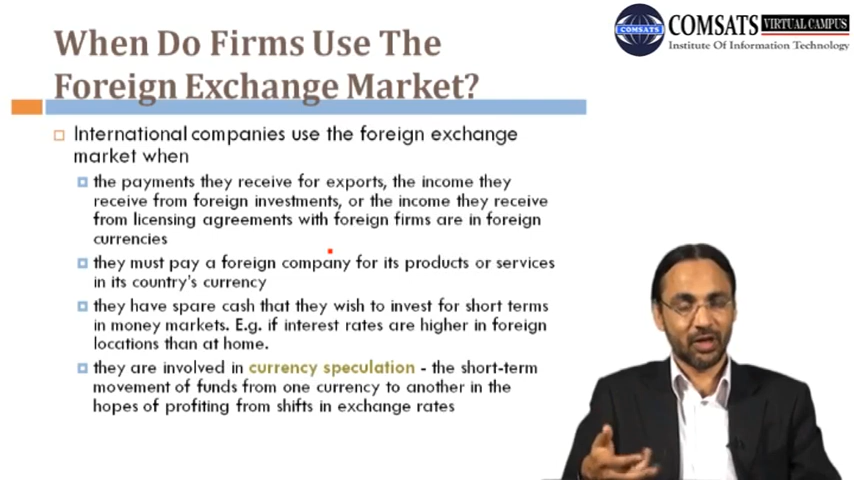 When Do Firms Use The
Foreign Exchange Market?
COMSATS
COMSATS
VIRTUAL CAMPUS
Institute Of Information Technology
International companies use the foreign exchange
market when
the payments they receive for exports, the income they
receive from foreign investments, or the income they receive
from licensing agreements with foreign firms are in foreign
currencies
they must pay a foreign company for its products or services
in its country's currency
they have spare cash that they wish to invest for short terms
in money markets. E.g. if interest rates are higher in foreign
locations than at home.
they are involved in currency speculation - the short-term
movement of funds from one currency to another in the
hopes of profiting from shifts in exchange rates